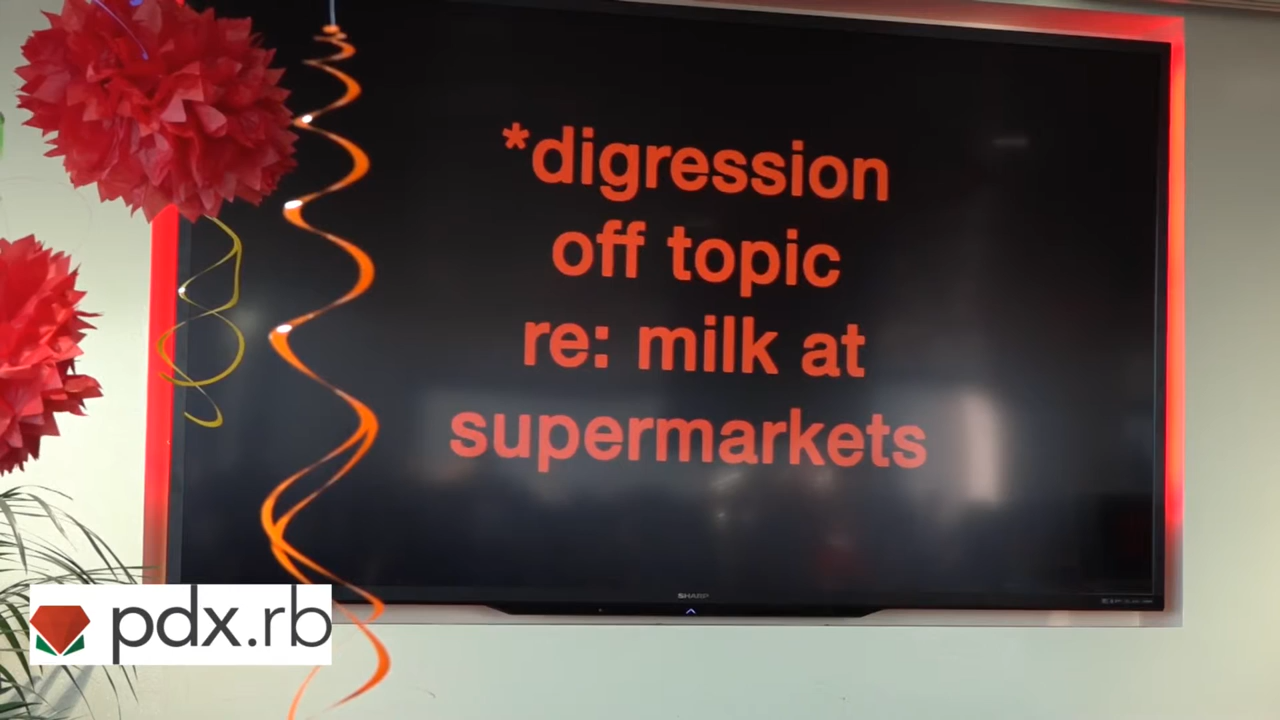 *digression
off topic
re: milk at
supermarkets
SHARP
pdx.rb